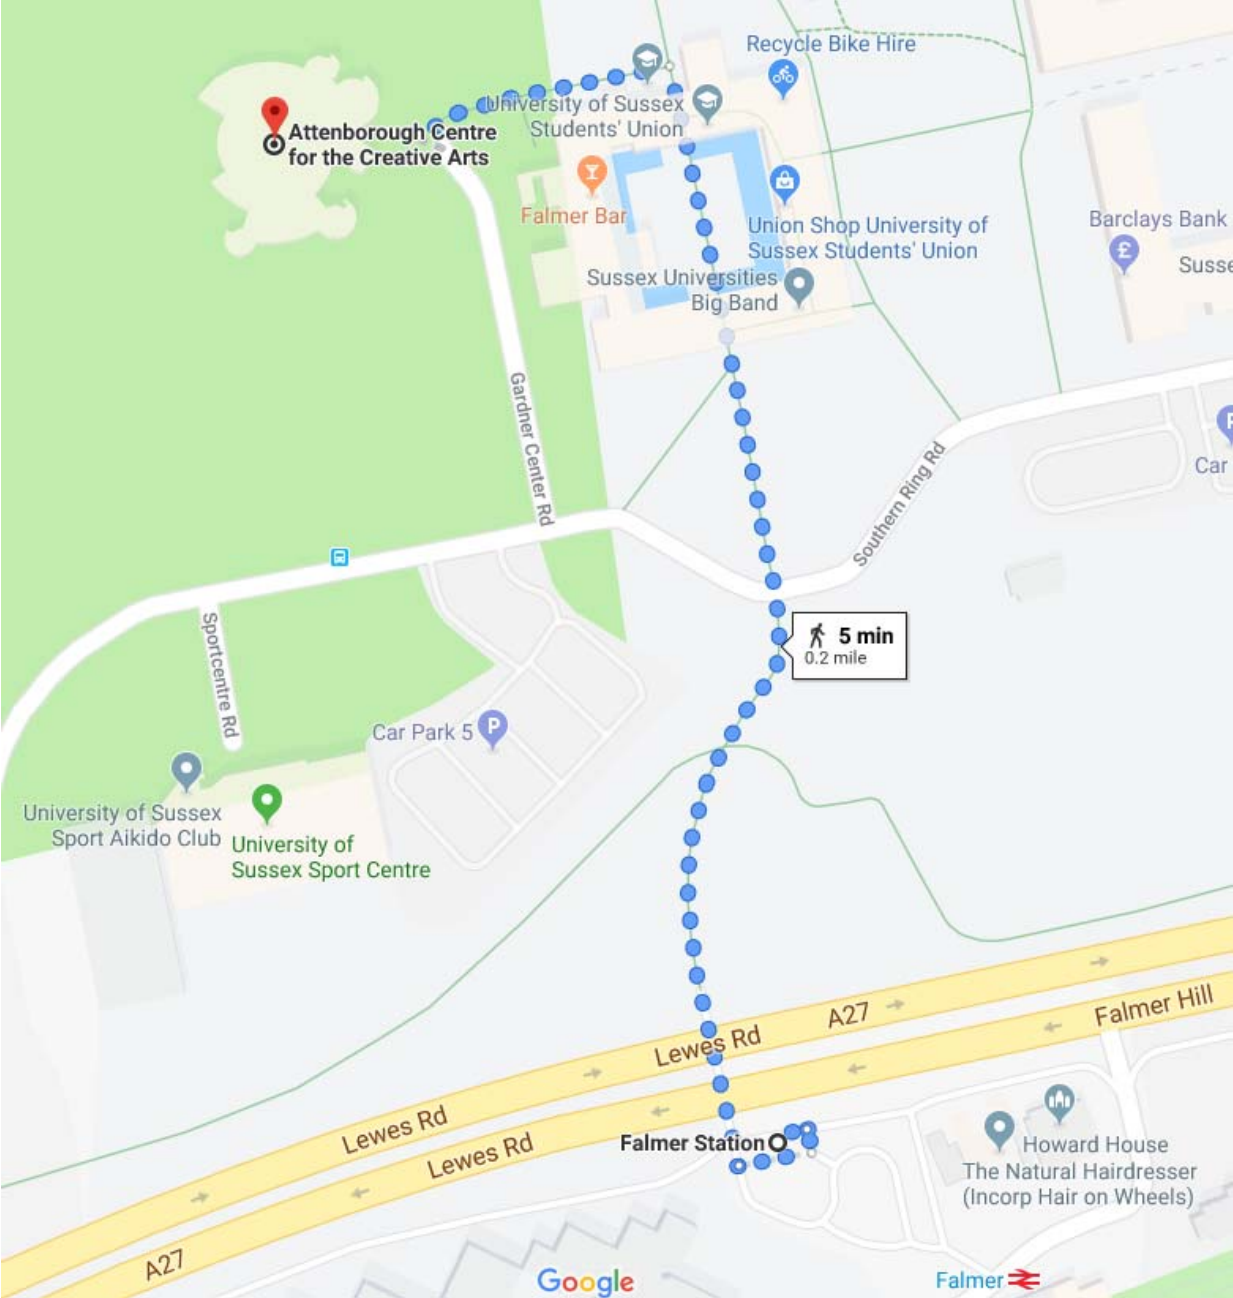 Recycle Bike Hire
University of Sussex
Students' Union
Attenborough Centre
for the Creative Arts
Falmer Bar
Union Shop University of
Sussex Students' Union
Barclays Bank
£
Susse
Sussex Universities
Big Band
Gardner Center Rd
Southern Ring Rd
P
Car
Sportcentre Rd
5 min
0.2 mile
Car Park 5
P
University of Sussex
Sport Aikido Club
University of
Sussex Sport Centre
Falmer Hill
A27
Lewes Rd
Lewes Rd
Lewes Rd
Falmer Station
Howard House
The Natural Hairdresser
(Incorp Hair on Wheels)
A27
Google
Falmer